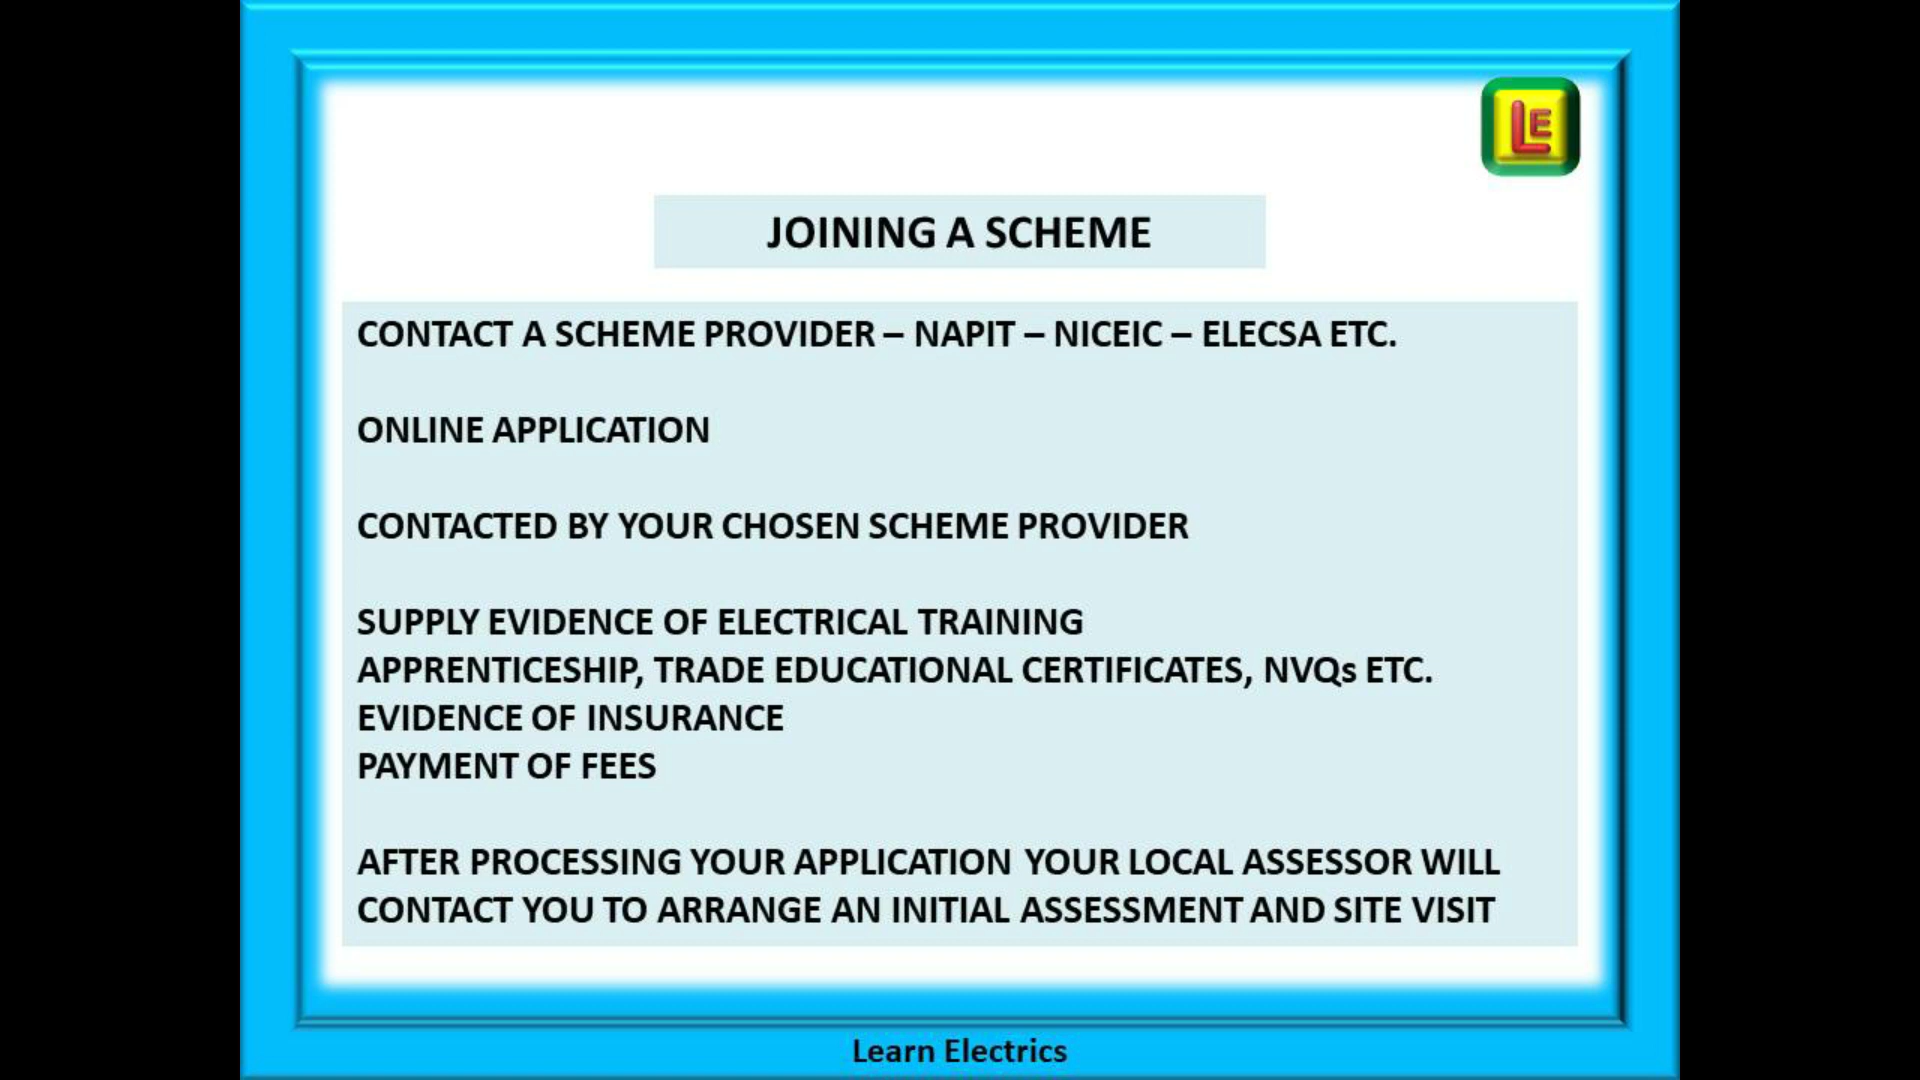 LE
JOINING A SCHEME
CONTACT A SCHEME PROVIDER – NAPIT – NICEIC – ELECSA ETC.
ONLINE APPLICATION
CONTACTED BY YOUR CHOSEN SCHEME PROVIDER
SUPPLY EVIDENCE OF ELECTRICAL TRAINING
APPRENTICESHIP, TRADE EDUCATIONAL CERTIFICATES, NVQs ETC.
EVIDENCE OF INSURANCE
PAYMENT OF FEES
AFTER PROCESSING YOUR APPLICATION YOUR LOCAL ASSESSOR WILL
CONTACT YOU TO ARRANGE AN INITIAL ASSESSMENT AND SITE VISIT
Learn Electrics